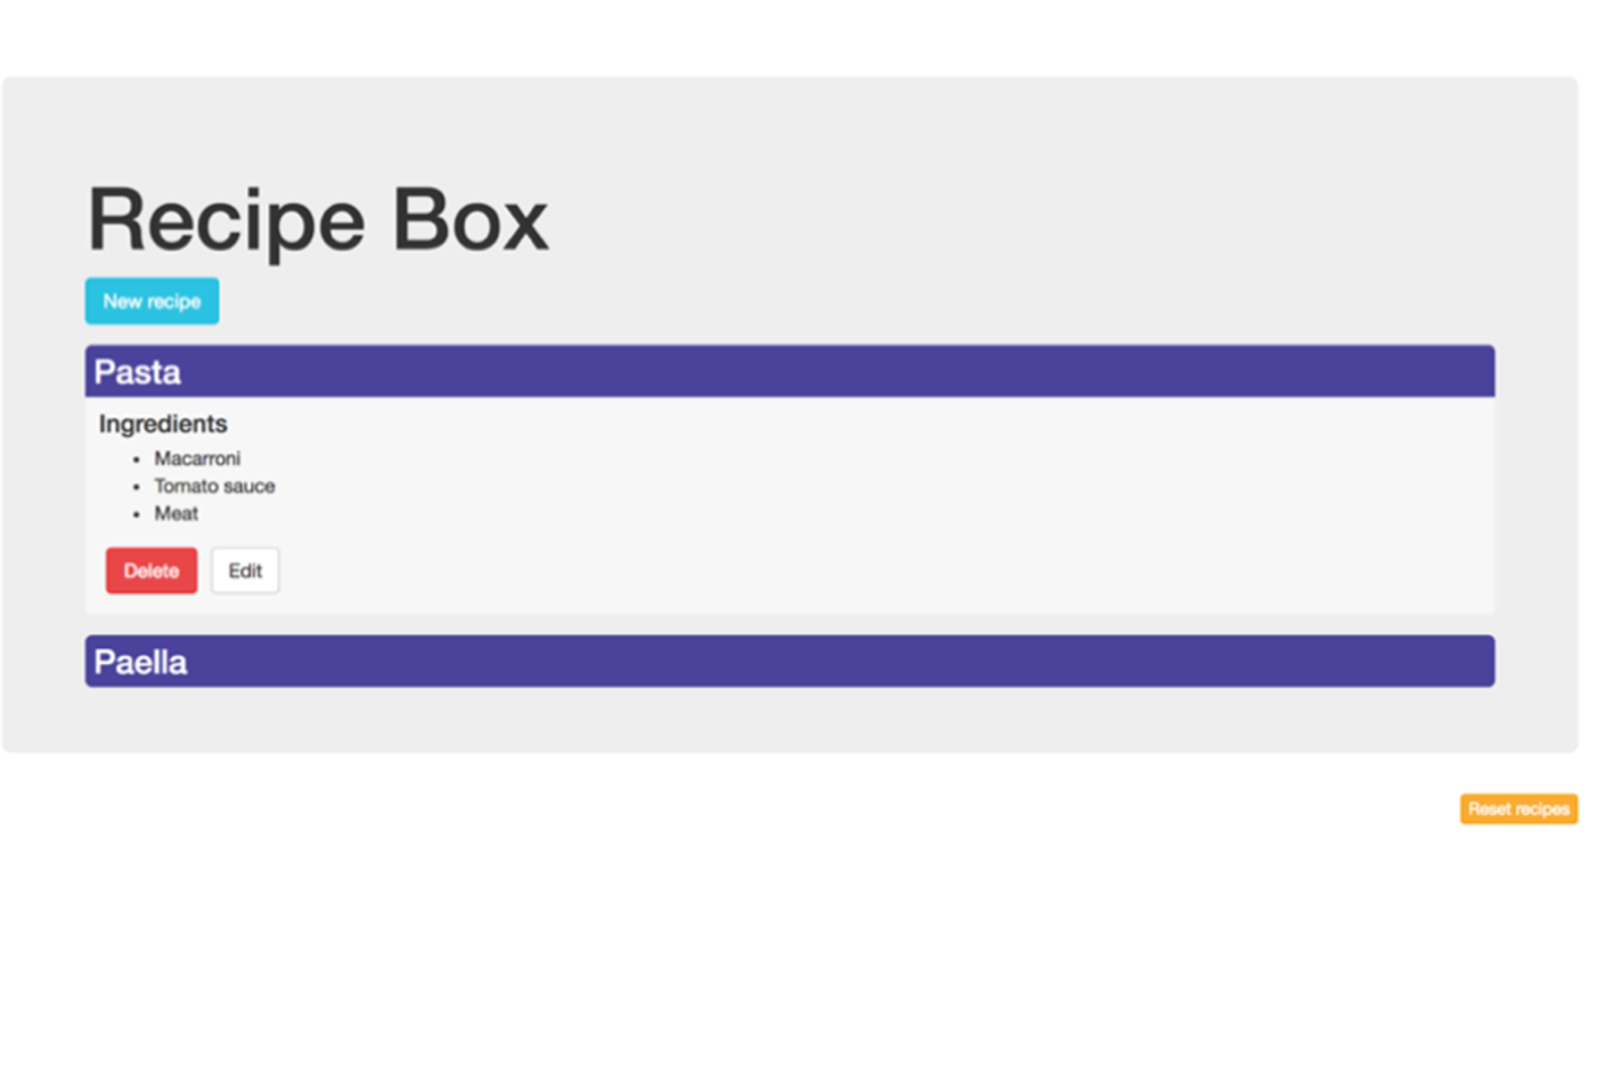 Recipe Box
New recipe
Pasta
Ingredients
Macarroni
Tomato sauce
Meat
Delete Edit
Paella
Reset recipes